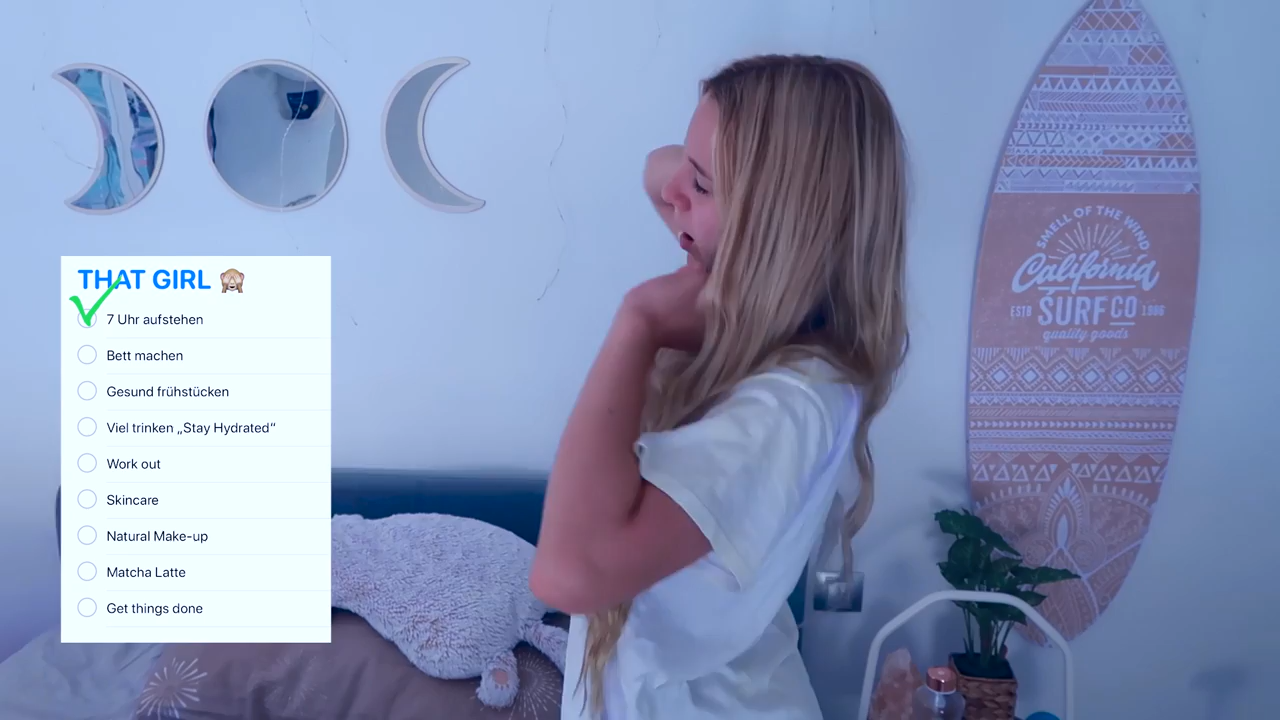 THAT GIRL 🙈
7 Uhr aufstehen
Bett machen
Gesund frühstücken
Viel trinken „Stay Hydrated“
Work out
Skincare
Natural Make-up
Matcha Latte
Get things done
SMELL OF THE WIND
California
ESTB SURF CO 1986
quality goods